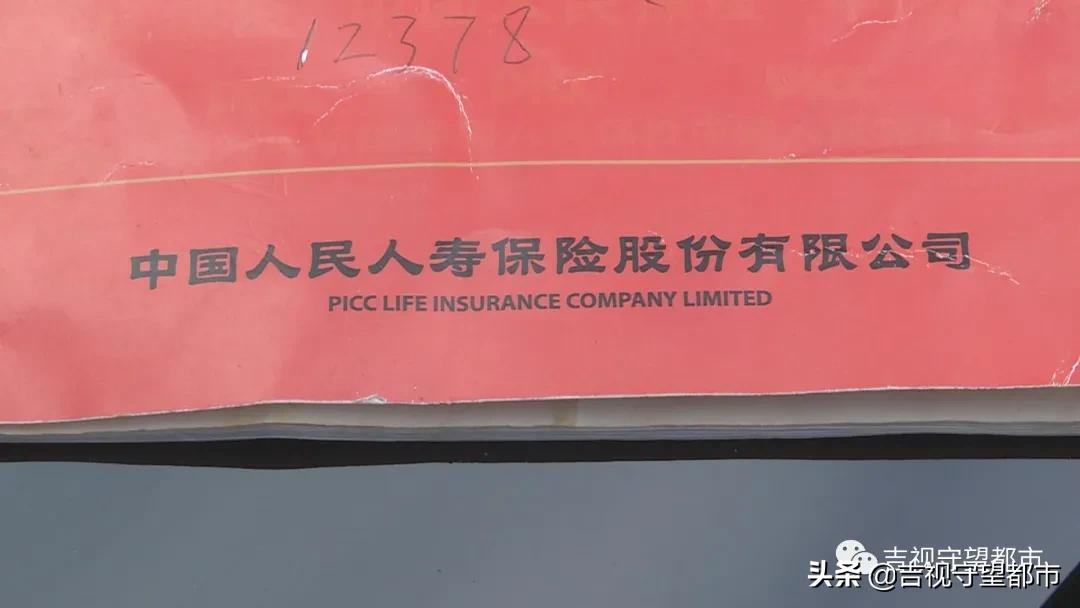 12378
中国人民人寿保险股份有限公司
PICC LIFE INSURANCE COMPANY LIMITED
吉视守望都市
头条 @吉视守望都市